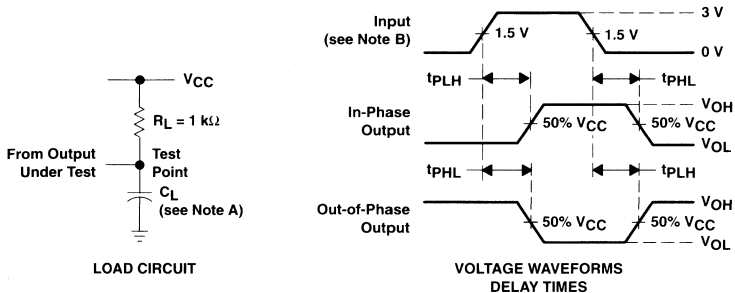 VCC
RL = 1 kΩ
From Output
Under Test
Test
Point
CL
(see Note A)
LOAD CIRCUIT
Input
(see Note B)
1.5 V
1.5 V
3 V
0 V
tPLH
tPHL
In-Phase
Output
50% VCC
50% VCC
VOH
VOL
tPHL
tPLH
Out-of-Phase
Output
50% VCC
50% VCC
VOH
VOL
VOLTAGE WAVEFORMS
DELAY TIMES